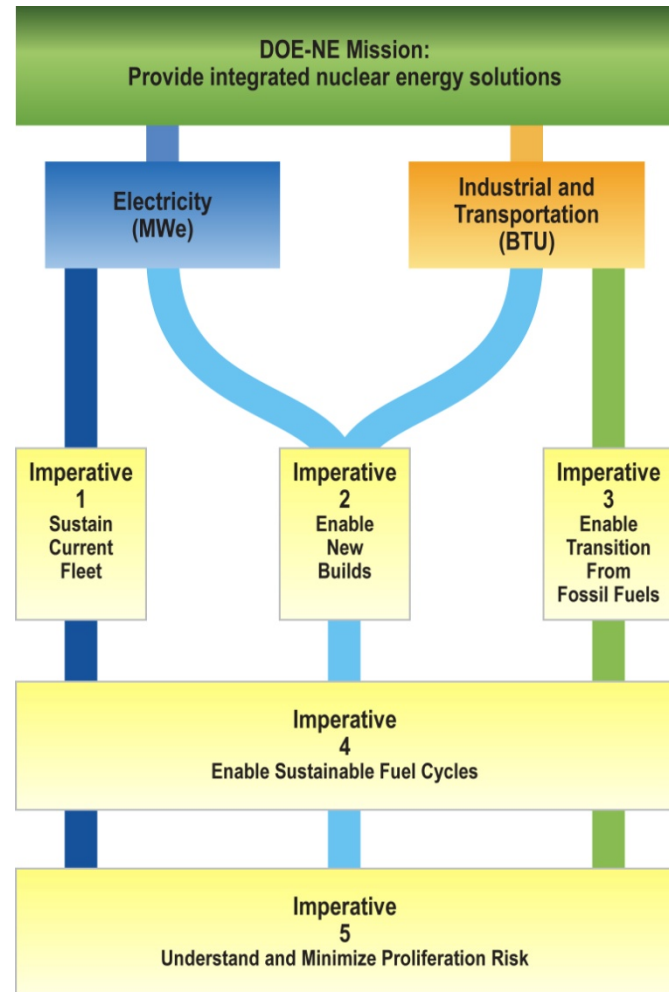 DOE-NE Mission:
Provide integrated nuclear energy solutions
Electricity
(MWe)
Industrial and
Transportation
(BTU)
Imperative
1
Sustain
Current
Fleet
Imperative
2
Enable
New
Builds
Imperative
3
Enable
Transition
From
Fossil Fuels
Imperative
4
Enable Sustainable Fuel Cycles
Imperative
5
Understand and Minimize Proliferation Risk